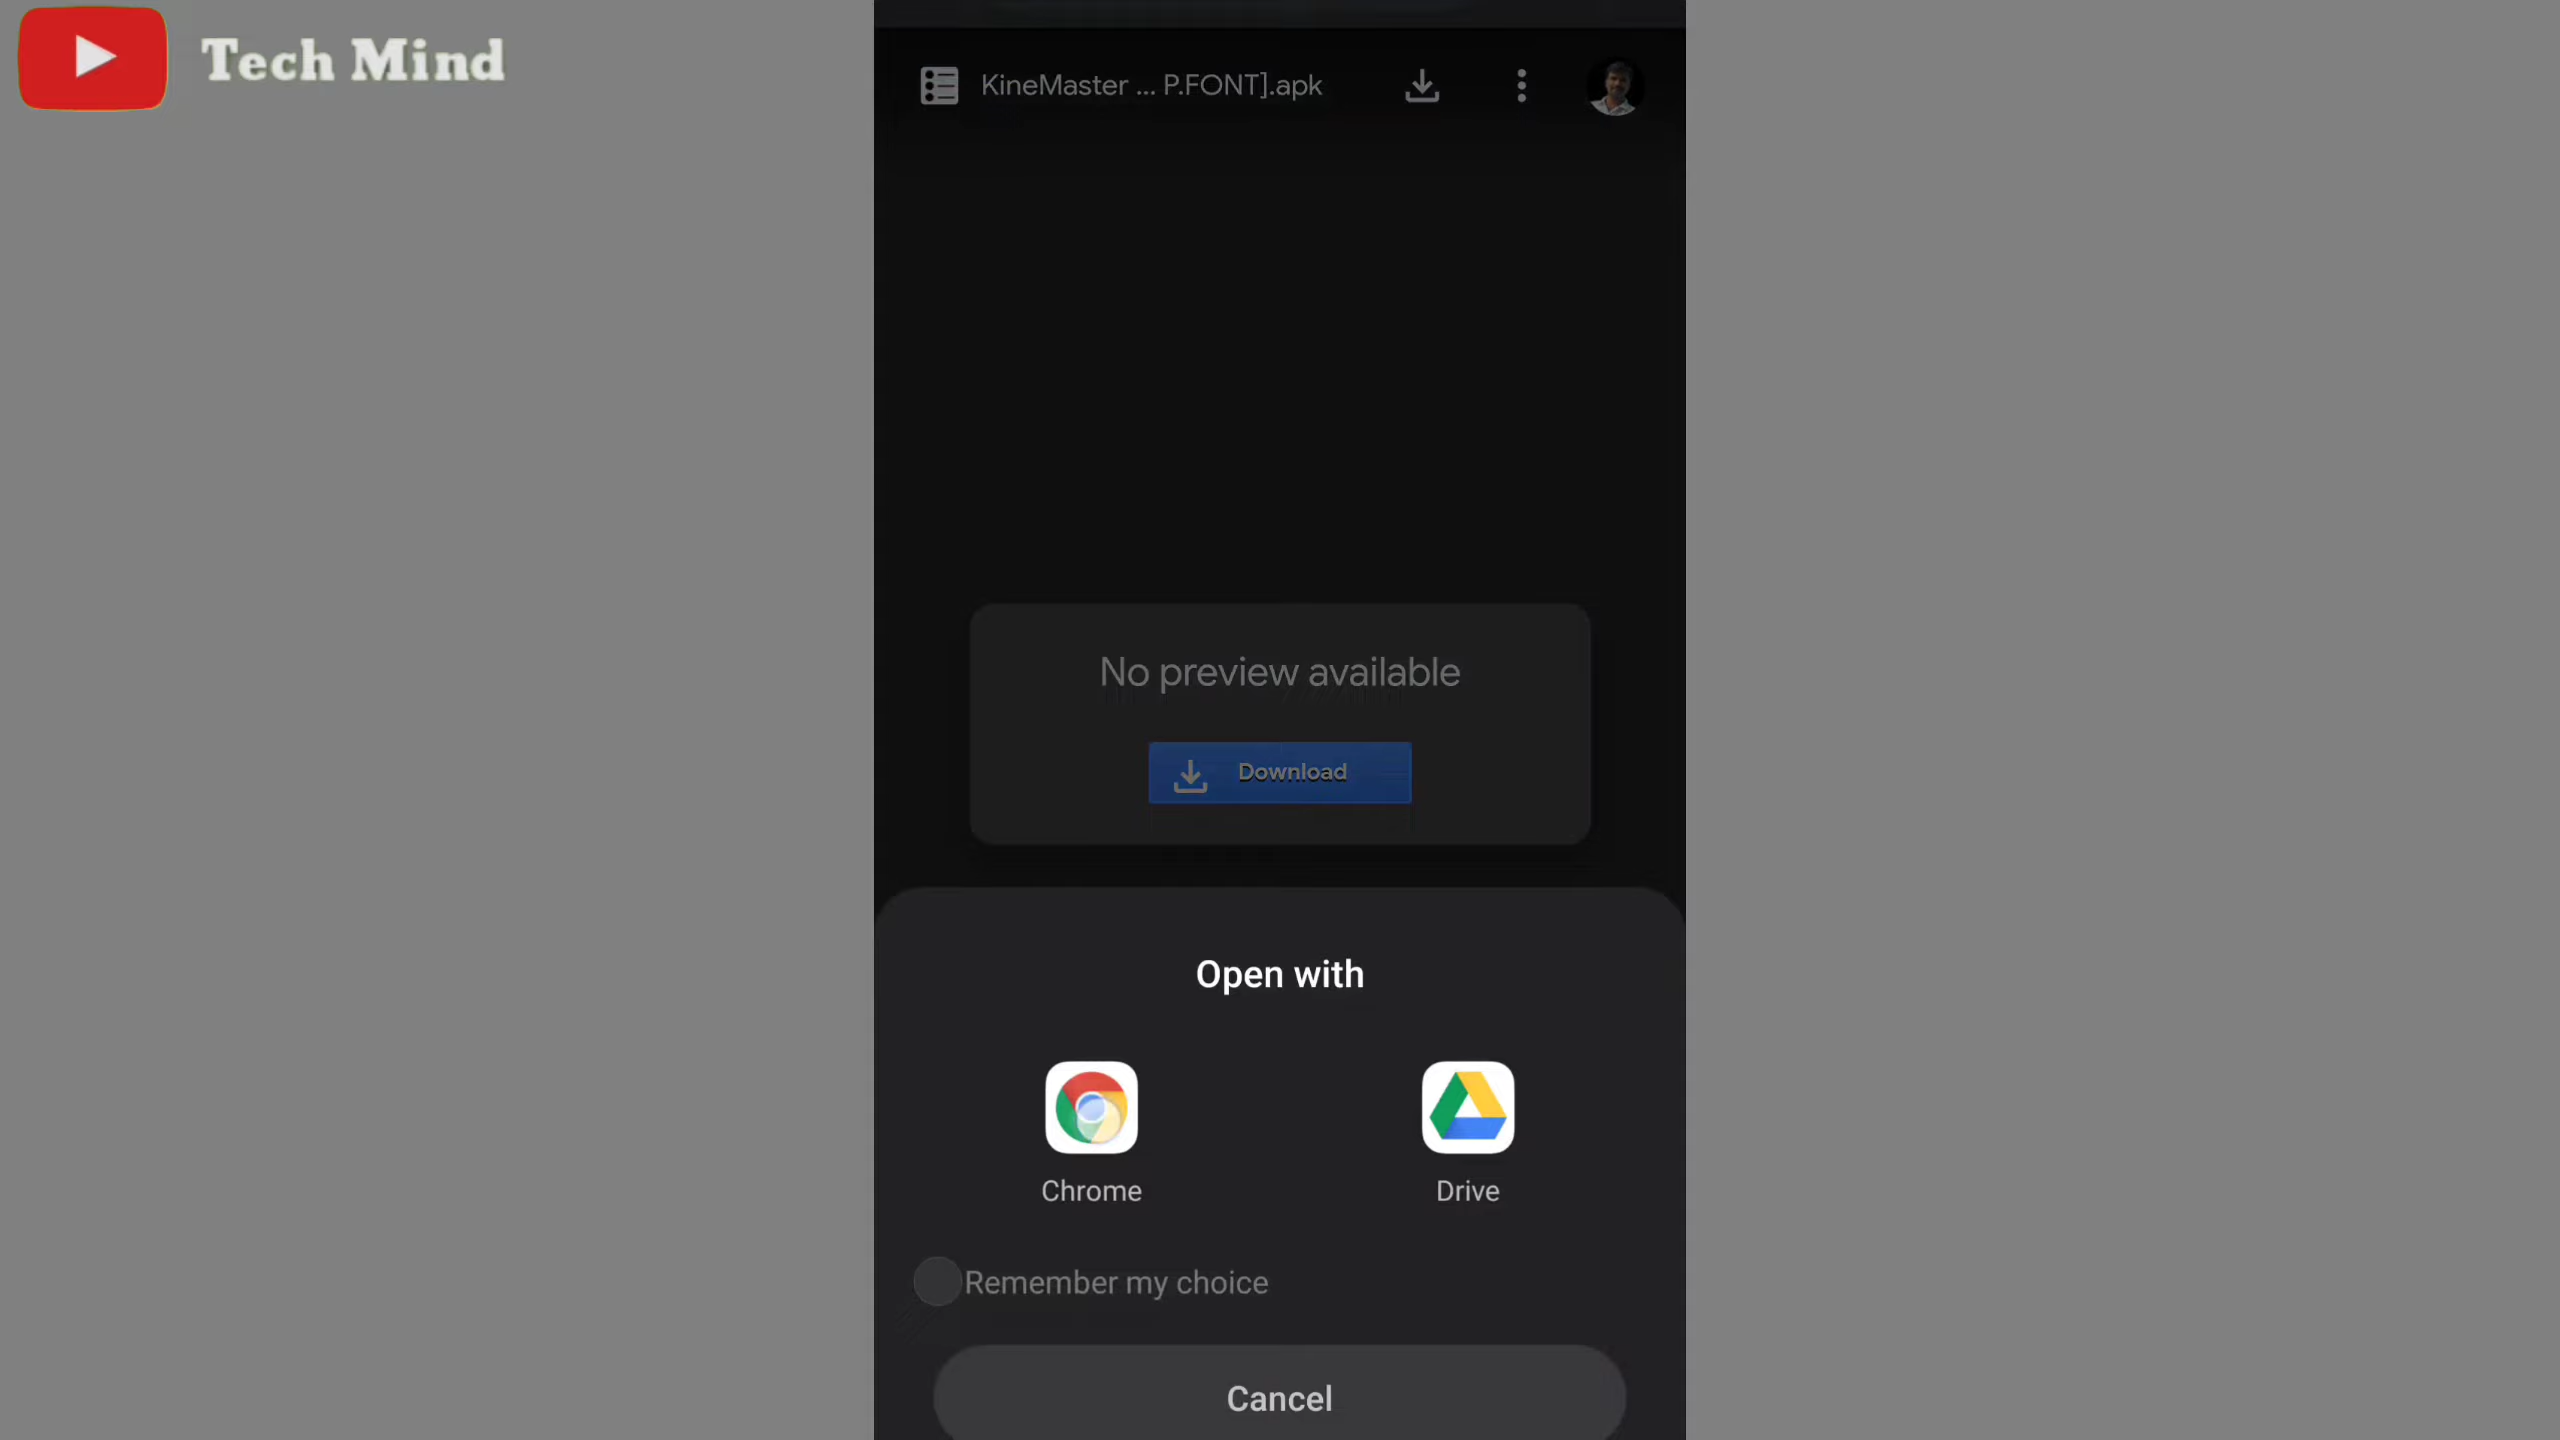 Tech Mind
KineMaster ... P.FONT].apk
No preview available
Download
Open with
Chrome
Drive
Remember my choice
Cancel